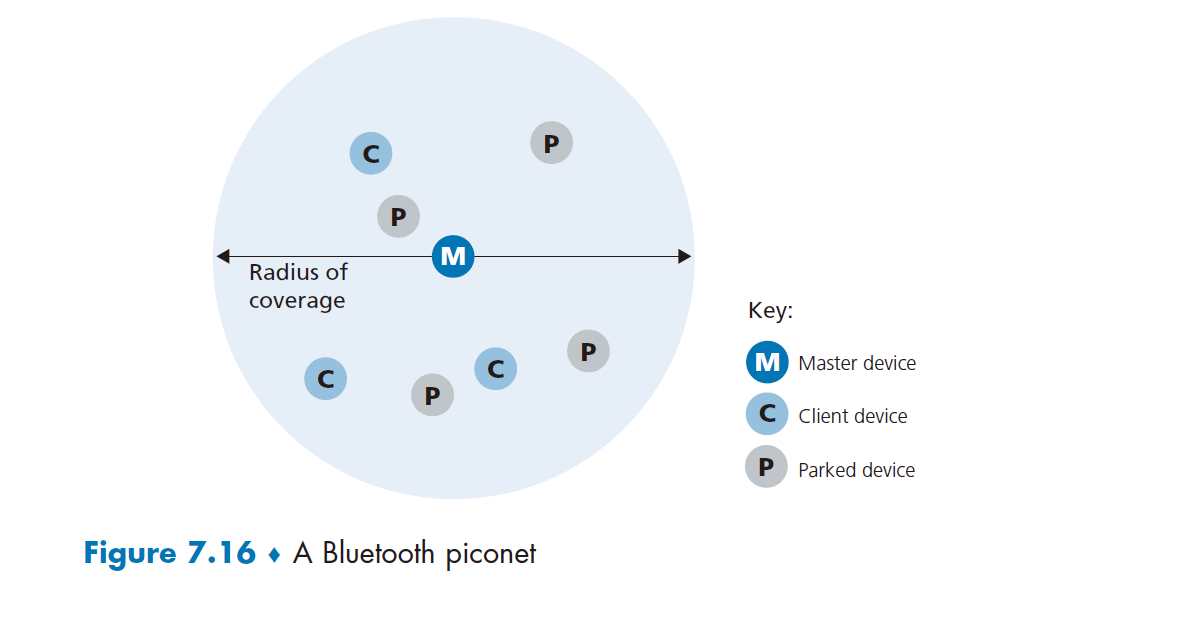 C
P
P
M
Radius of
coverage
P
C
C
P
Key:
M Master device
C Client device
P Parked device
Figure 7.16 ♦ A Bluetooth piconet